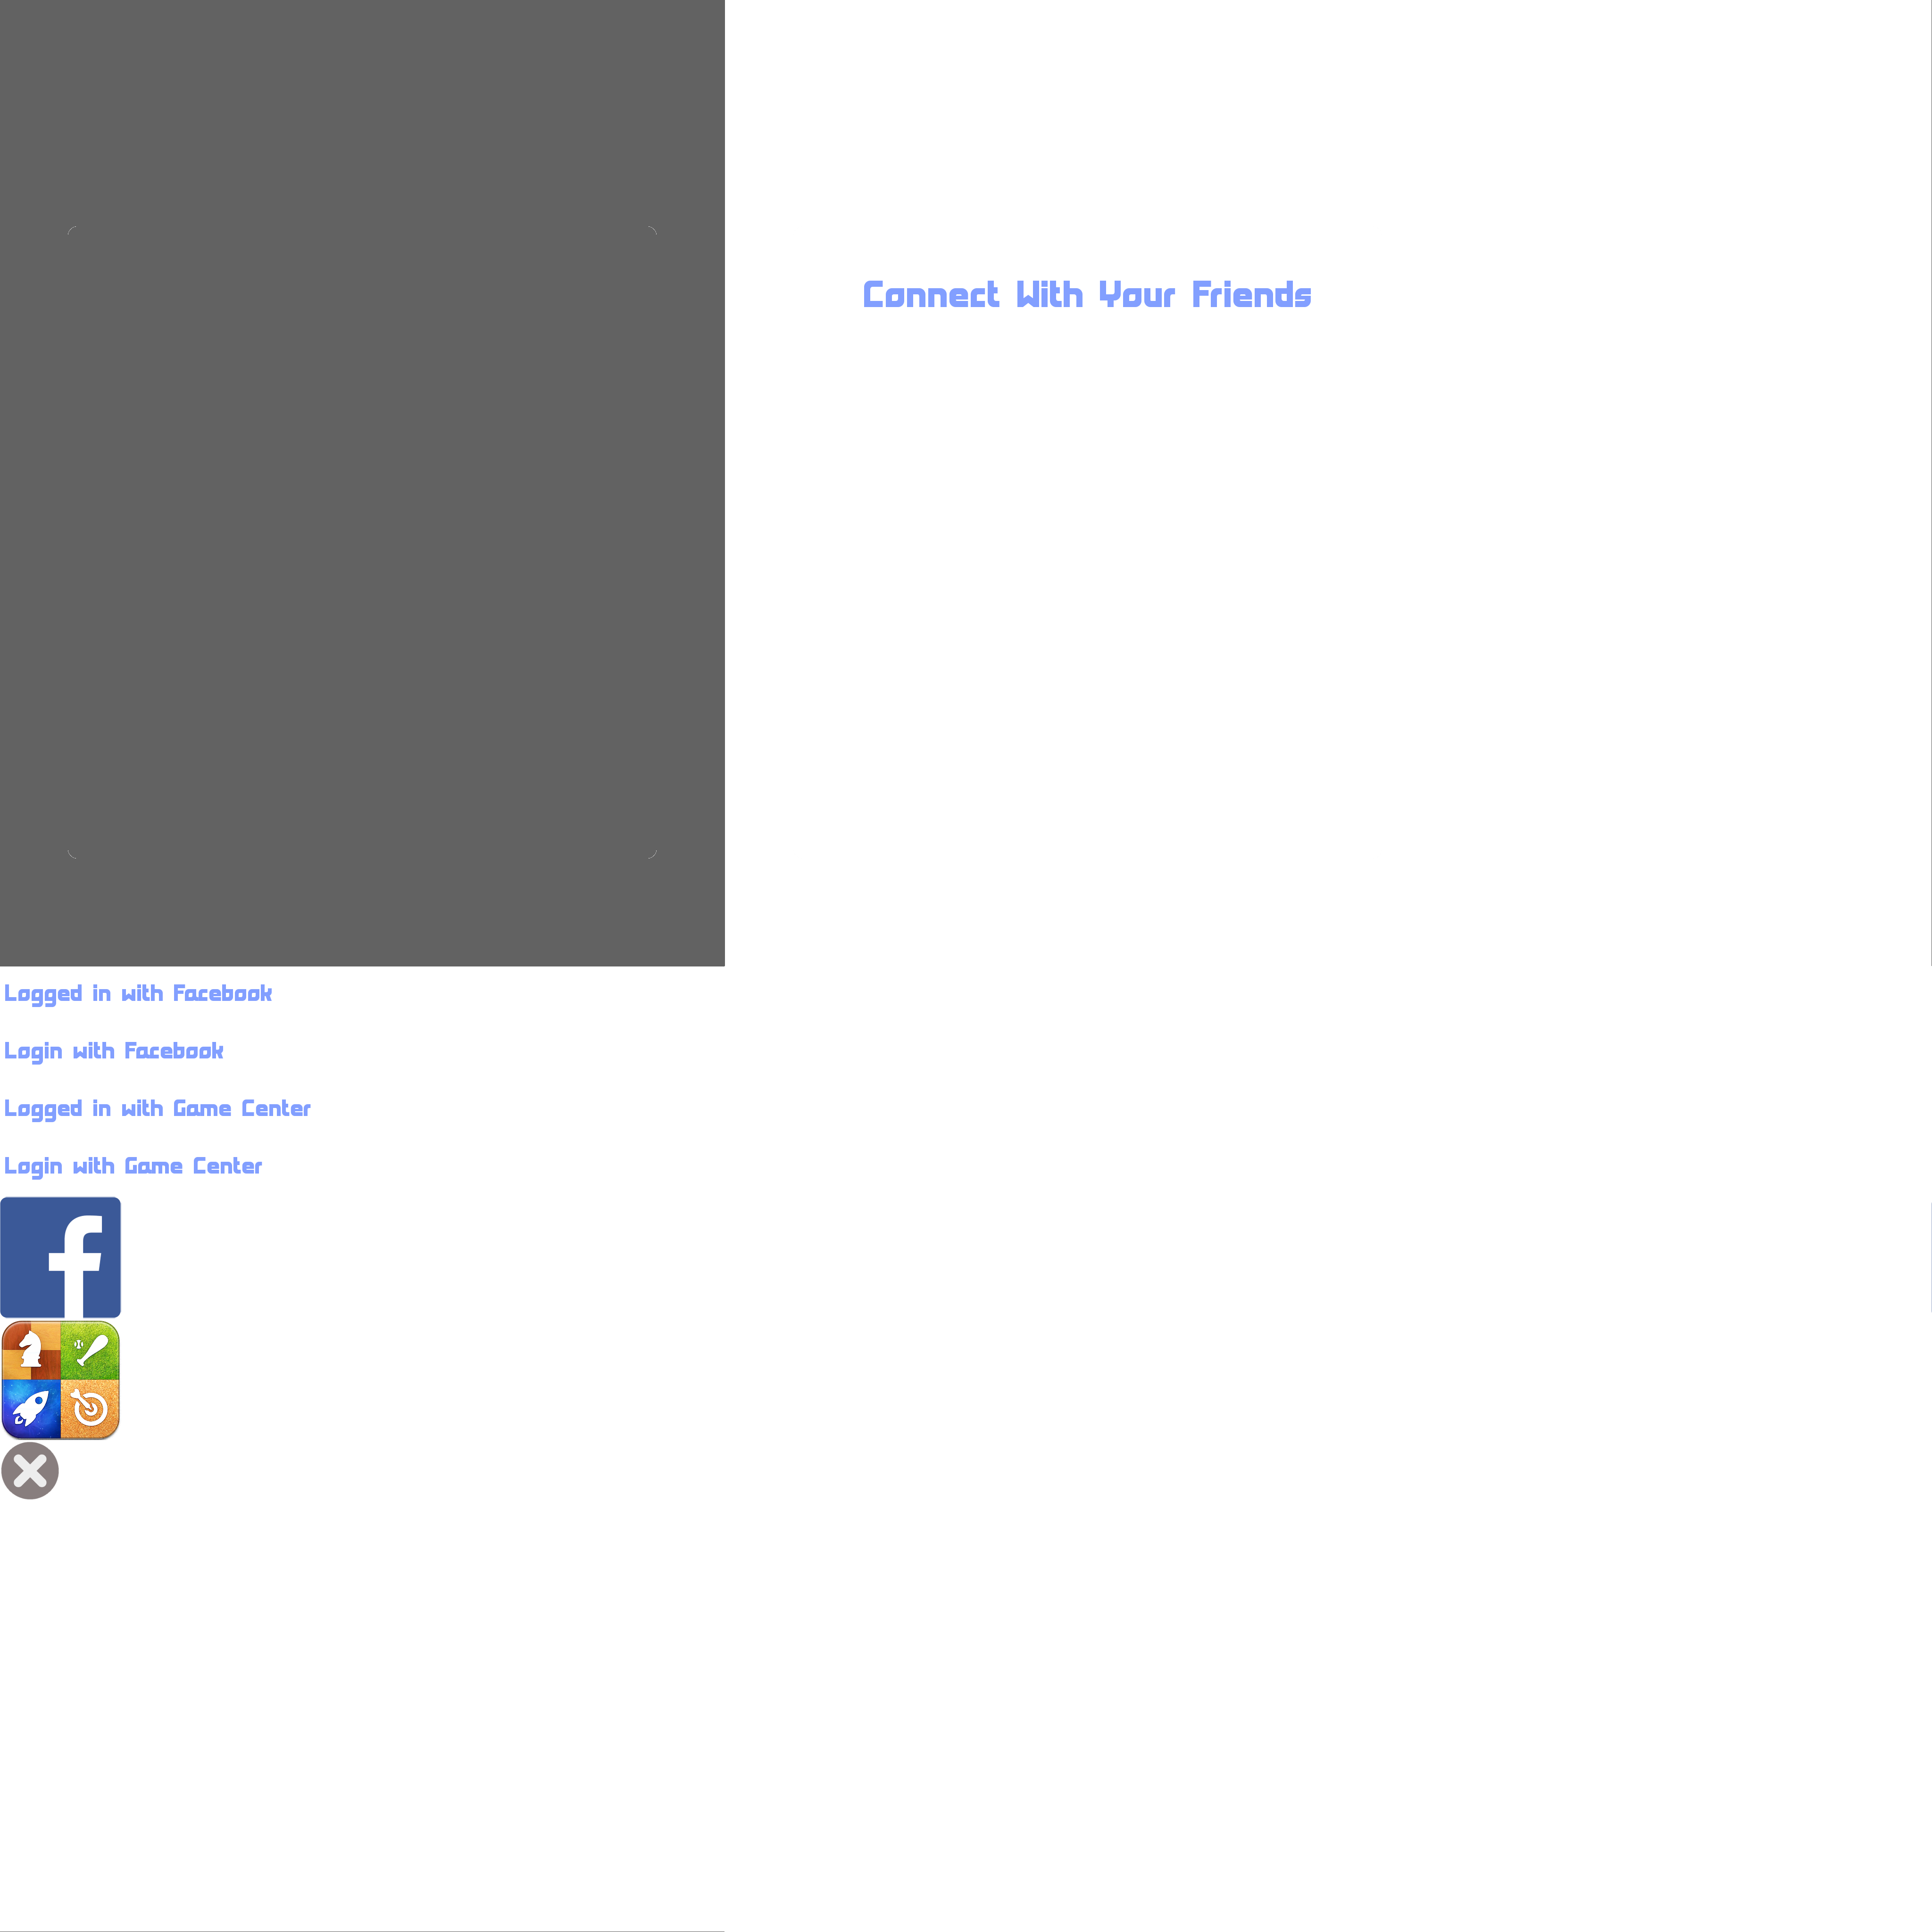 Connect With Your Friends
Logged in with Facebook
Login with Facebook
Logged in with Game Center
Login with Game Center